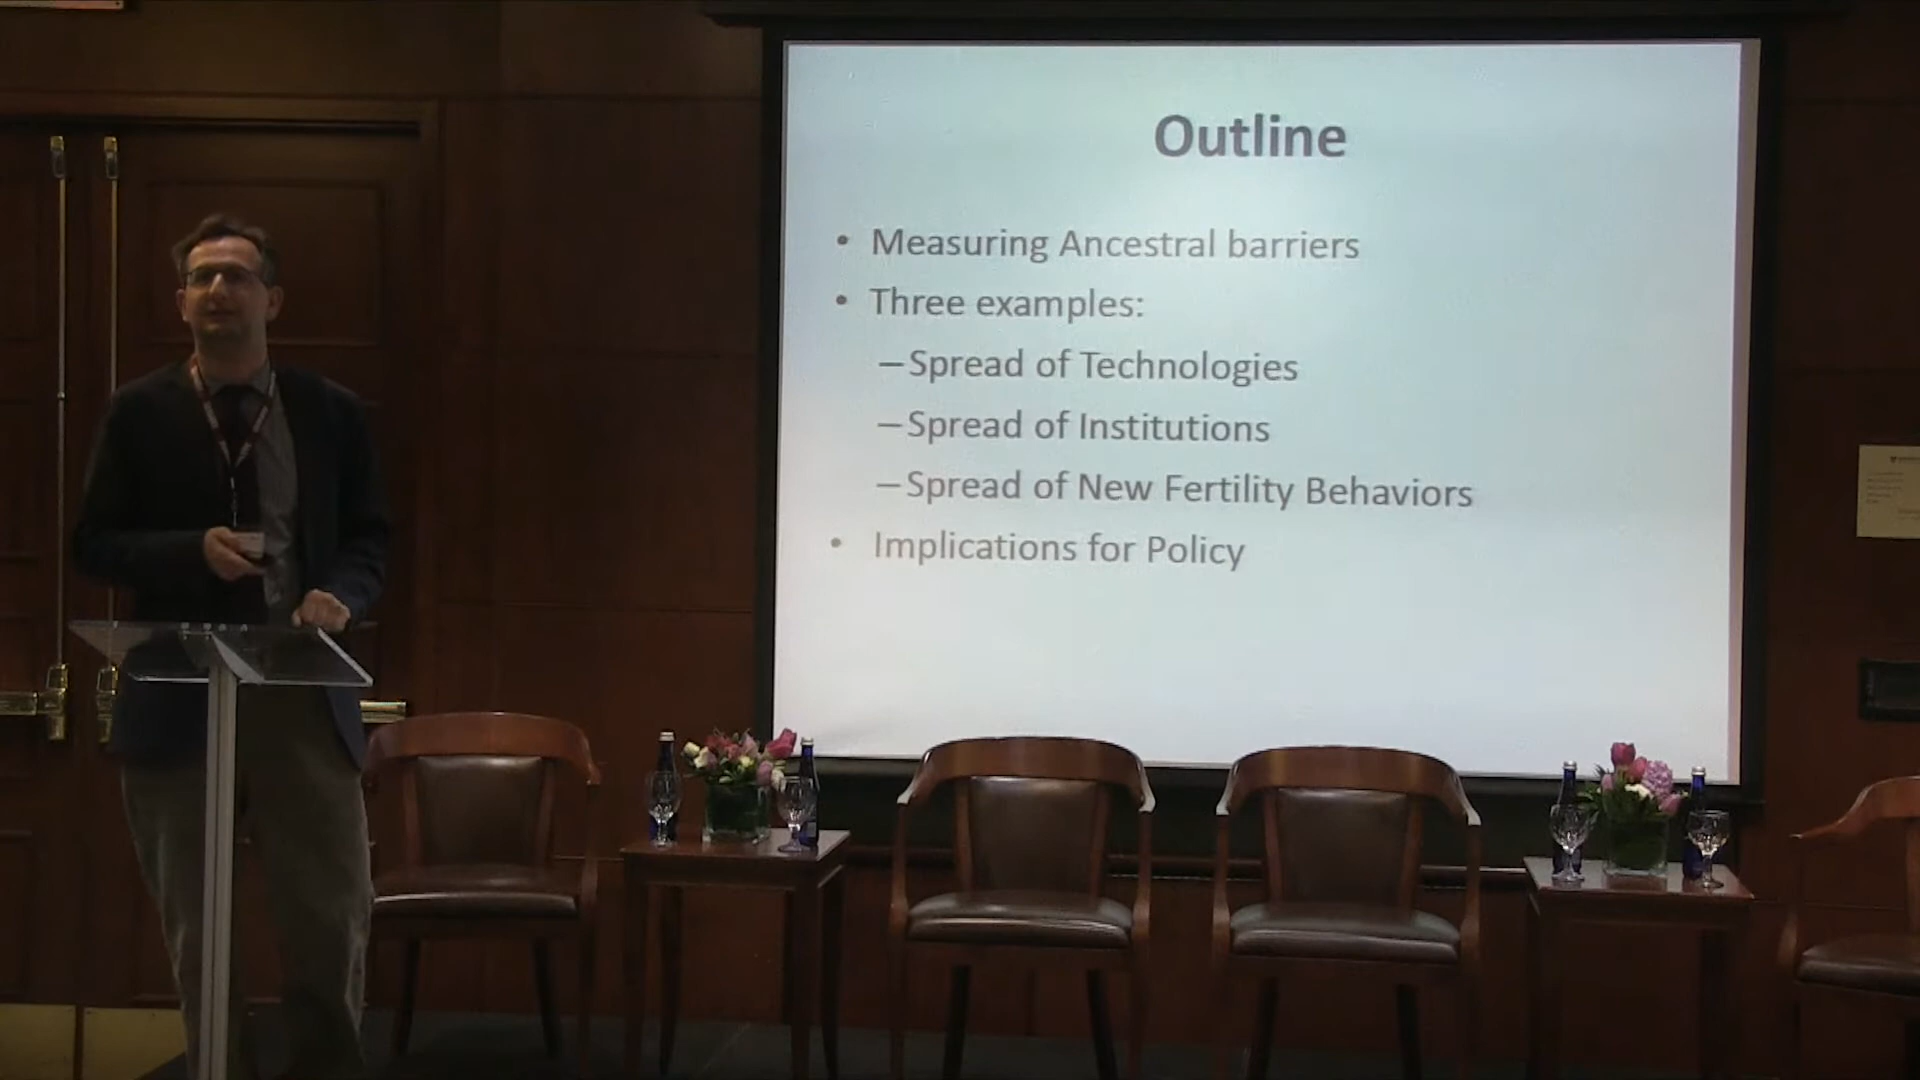 Outline
• Measuring Ancestral barriers
• Three examples:
–Spread of Technologies
–Spread of Institutions
–Spread of New Fertility Behaviors
• Implications for Policy